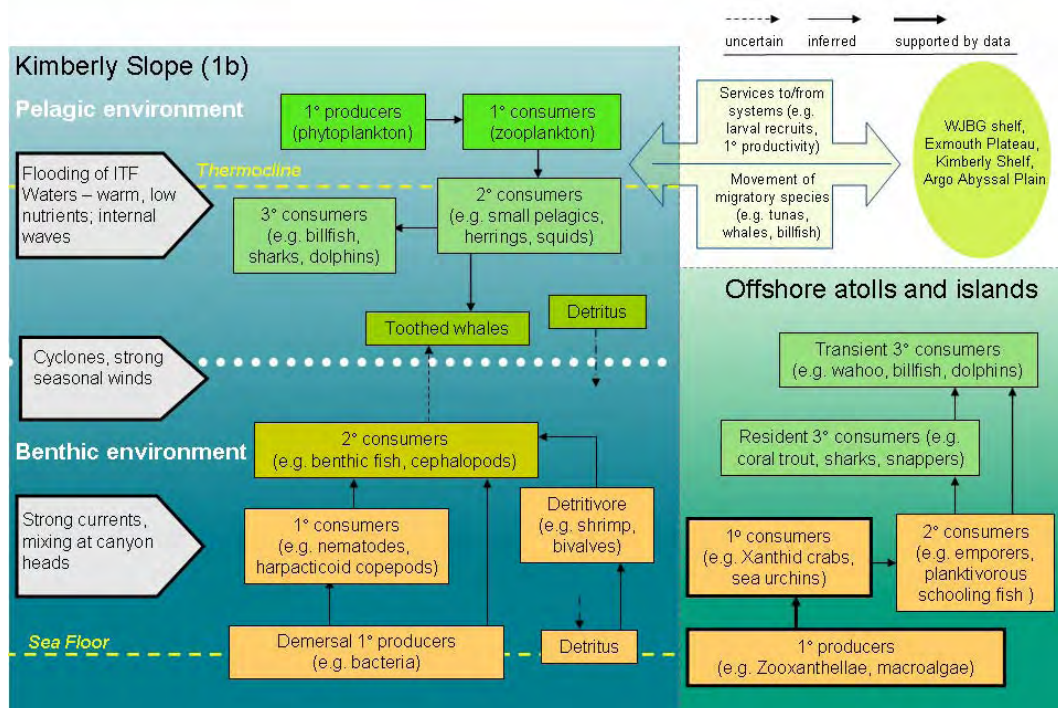 uncertain
inferred
supported by data
Kimberly Slope (1b)
Pelagic environment
1° producers
(phytoplankton)
1° consumers
(zooplankton)
Services to/from
systems (e.g.
larval recruits,
1° productivity)
Movement of
migratory species
(e.g. tunas,
whales, billfish)
WJBG shelf,
Exmouth Plateau,
Kimberly Shelf,
Argo Abyssal Plain
Flooding of ITF
Waters – warm, low
nutrients; internal
waves
Thermocline
2° consumers
(e.g. small pelagics,
herrings, squids)
3° consumers
(e.g. billfish,
sharks, dolphins)
Toothed whales
Detritus
Cyclones, strong
seasonal winds
Benthic environment
2° consumers
(e.g. benthic fish, cephalopods)
Strong currents,
mixing at canyon
heads
1° consumers
(e.g. nematodes,
harpacticoid copepods)
Detritivore
(e.g. shrimp,
bivalves)
Sea Floor
Demersal 1° producers
(e.g. bacteria)
Detritus
Offshore atolls and islands
Transient 3° consumers
(e.g. wahoo, billfish, dolphins)
Resident 3° consumers (e.g.
coral trout, sharks, snappers)
1º consumers
(e.g. Xanthid crabs,
sea urchins)
2° consumers
(e.g. emporers,
planktivorous
schooling fish )
1° producers
(e.g. Zooxanthellae, macroalgae)